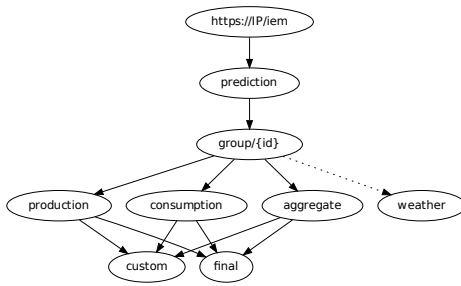 https://IP/iem
prediction
group/{id}
production
consumption
aggregate
weather
custom
final